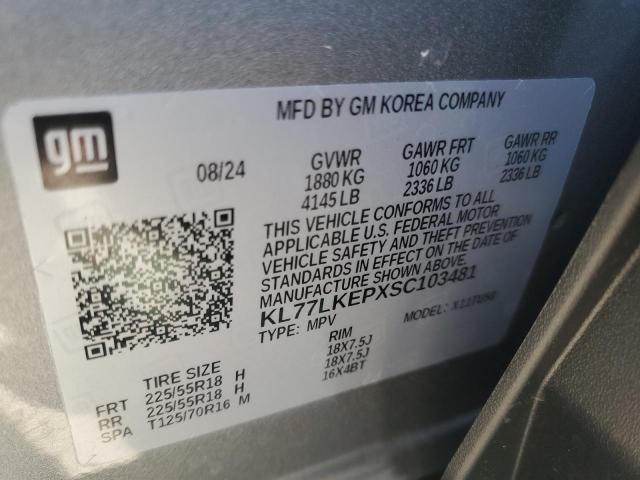 MFD BY GM KOREA COMPANY
gm
08/24
GVWR GAWR FRT GAWR RR
1880 KG 1060 KG 1060 KG
4145 LB 2336 LB 2336 LB
THIS VEHICLE CONFORMS TO ALL
APPLICABLE U.S. FEDERAL MOTOR
VEHICLE SAFETY AND THEFT PREVENTION
STANDARDS IN EFFECT ON THE DATE OF
MANUFACTURE SHOWN ABOVE.
KL77LKEPXSC103481
TYPE: MPV MODEL:
TIRE SIZE RIM
FRT 225/55R18 H 18X7.5J
RR 225/55R18 H 18X7.5J
SPA T125/70R16 M 16X4BT